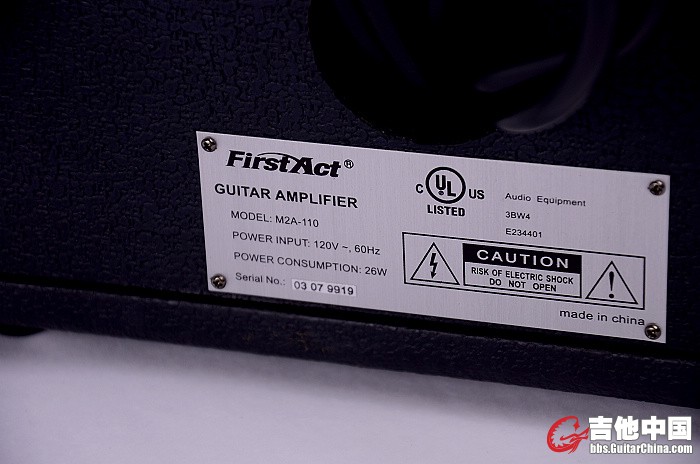 First Act®
GUITAR AMPLIFIER
MODEL: M2A-110
POWER INPUT: 120V ~, 60Hz
POWER CONSUMPTION: 26W
Serial No.: 03 07 9919
C UL US
LISTED
Audio Equipment
3BW4
E234401
CAUTION
RISK OF ELECTRIC SHOCK
DO NOT OPEN
made in china
吉他中国
bbs.GuitarChina.com